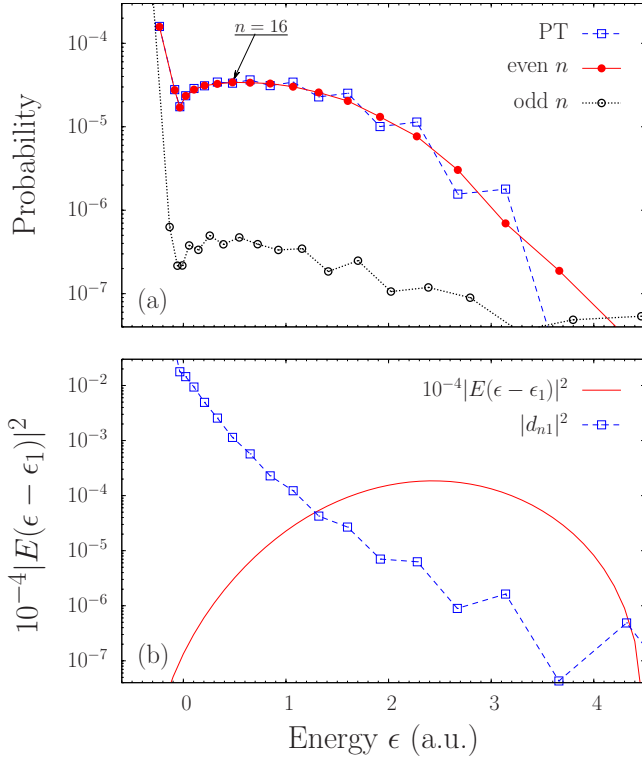 10⁻⁴
10⁻⁵
10⁻⁶
10⁻⁷
Probability
n = 16
PT
even n
odd n
(a)
10⁻²
10⁻³
10⁻⁴
10⁻⁵
10⁻⁶
10⁻⁷
10⁻⁴|E(ϵ − ϵ₁)|²
10⁻⁴|E(ϵ − ϵ₁)|²
|dₙ₁|²
(b)
0 1 2 3 4
Energy ϵ (a.u.)